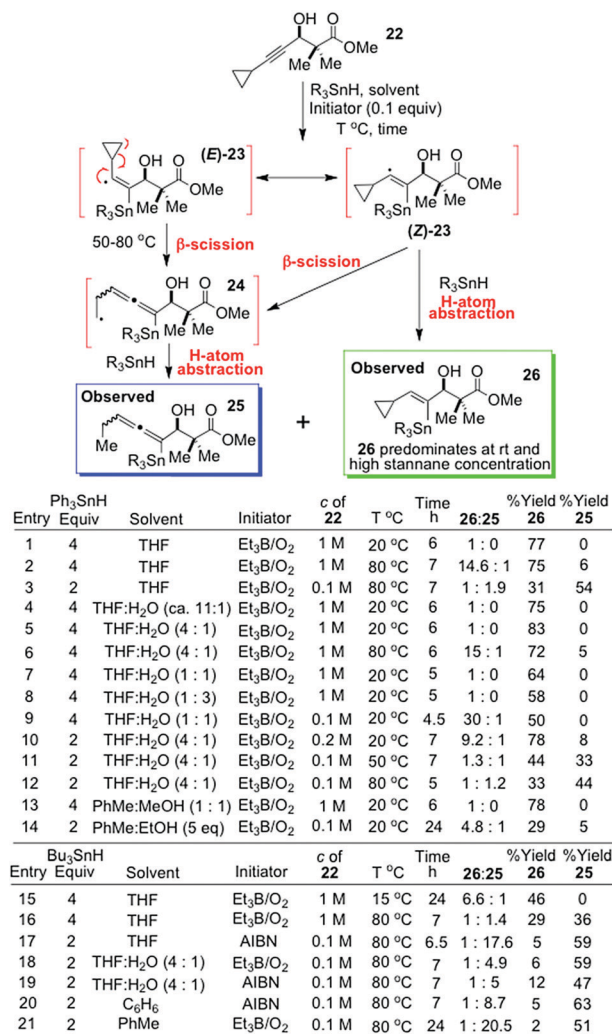 OH O 22
OMe
Me Me
R₃SnH, solvent
Initiator (0.1 equiv)
T °C, time
(E)-23
OH O
OMe
R₃Sn Me Me
OH O
OMe
R₃Sn Me Me
(Z)-23
50-80 °C
β-scission
β-scission
24
OH O
OMe
R₃Sn Me Me
R₃SnH
H-atom
abstraction
R₃SnH
H-atom
abstraction
Observed 25
OH O
OMe
Me R₃Sn Me Me
+
Observed 26
OH O
OMe
R₃Sn Me Me
26 predominates at rt and
high stannane concentration
Ph₃SnH c of Time %Yield %Yield
Entry Equiv Solvent Initiator 22 T °C h 26:25 26 25
1 4 THF Et₃B/O₂ 1 M 20 °C 6 1 : 0 77 0
2 4 THF Et₃B/O₂ 1 M 80 °C 7 14.6 : 1 75 6
3 2 THF Et₃B/O₂ 0.1 M 80 °C 7 1 : 1.9 31 54
4 4 THF:H₂O (ca. 11:1) Et₃B/O₂ 1 M 20 °C 6 1 : 0 75 0
5 4 THF:H₂O (4 : 1) Et₃B/O₂ 1 M 20 °C 6 1 : 0 83 0
6 4 THF:H₂O (4 : 1) Et₃B/O₂ 1 M 80 °C 7 15 : 1 72 5
7 4 THF:H₂O (1 : 1) Et₃B/O₂ 1 M 20 °C 5 1 : 0 64 0
8 4 THF:H₂O (1 : 3) Et₃B/O₂ 1 M 20 °C 5 1 : 0 58 0
9 4 THF:H₂O (1 : 1) Et₃B/O₂ 0.1 M 20 °C 4.5 30 : 1 50 0
10 2 THF:H₂O (4 : 1) Et₃B/O₂ 0.2 M 20 °C 7 9.2 : 1 78 8
11 2 THF:H₂O (4 : 1) Et₃B/O₂ 0.1 M 50 °C 7 1.3 : 1 44 33
12 2 THF:H₂O (4 : 1) Et₃B/O₂ 0.1 M 80 °C 5 1 : 1.2 33 44
13 4 PhMe:MeOH (1 : 1) Et₃B/O₂ 1 M 20 °C 6 1 : 0 78 0
14 2 PhMe:EtOH (5 eq) Et₃B/O₂ 0.1 M 20 °C 24 4.8 : 1 29 5
Bu₃SnH c of Time %Yield %Yield
Entry Equiv Solvent Initiator 22 T °C h 26:25 26 25
15 4 THF Et₃B/O₂ 1 M 15 °C 24 6.6 : 1 46 0
16 4 THF Et₃B/O₂ 1 M 80 °C 7 1 : 1.4 29 36
17 2 THF AIBN 0.1 M 80 °C 6.5 1 : 17.6 5 59
18 2 THF:H₂O (4 : 1) Et₃B/O₂ 0.1 M 80 °C 7 1 : 4.9 6 59
19 2 THF:H₂O (4 : 1) AIBN 0.1 M 80 °C 7 1 : 5 12 47
20 2 C₆H₆ AIBN 0.1 M 80 °C 7 1 : 8.7 5 63
21 2 PhMe Et₃B/O₂ 0.1 M 80 °C 24 1 : 20.5 2 51